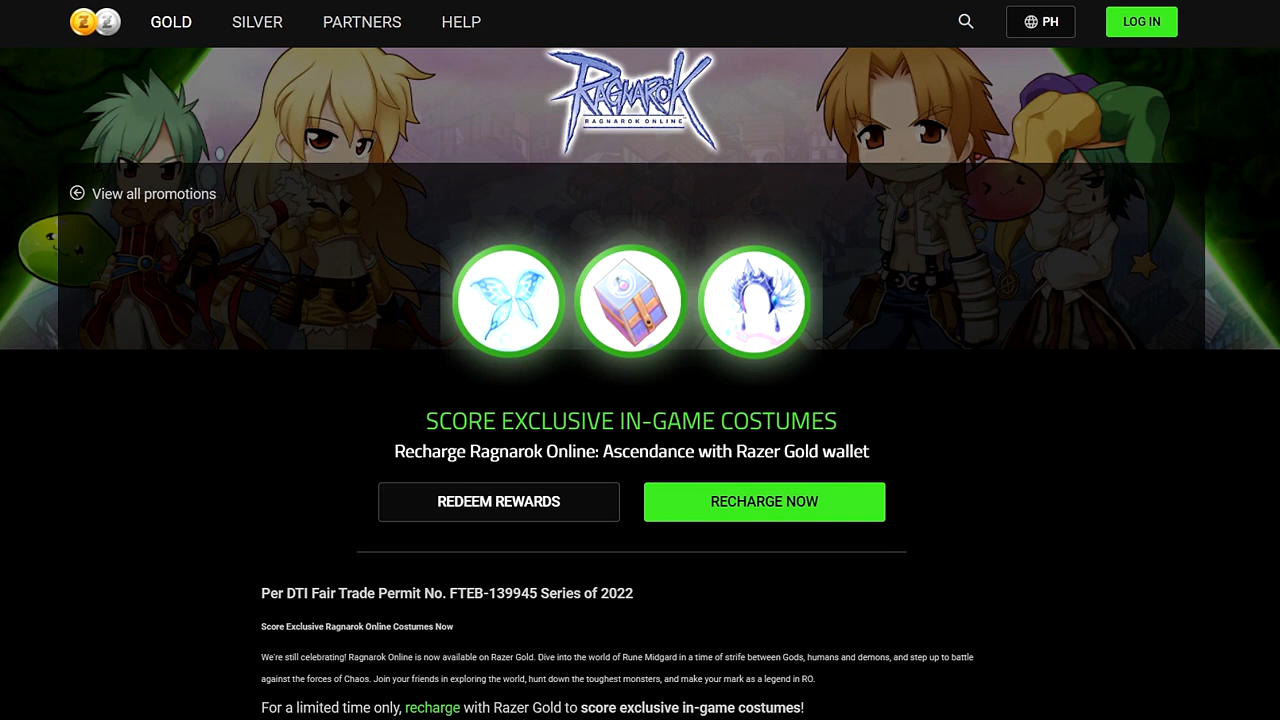 GOLD SILVER PARTNERS HELP PH LOG IN
RAGNARÖK
RAGNAROK ONLINE
View all promotions
SCORE EXCLUSIVE IN-GAME COSTUMES
Recharge Ragnarok Online: Ascendance with Razer Gold wallet
REDEEM REWARDS RECHARGE NOW
Per DTI Fair Trade Permit No. FTEB-139945 Series of 2022
Score Exclusive Ragnarok Online Costumes Now
We're still celebrating! Ragnarok Online is now available on Razer Gold. Dive into the world of Rune Midgard in a time of strife between Gods, humans and demons, and step up to battle
against the forces of Chaos. Join your friends in exploring the world, hunt down the toughest monsters, and make your mark as a legend in RO.
For a limited time only, recharge with Razer Gold to score exclusive in-game costumes!